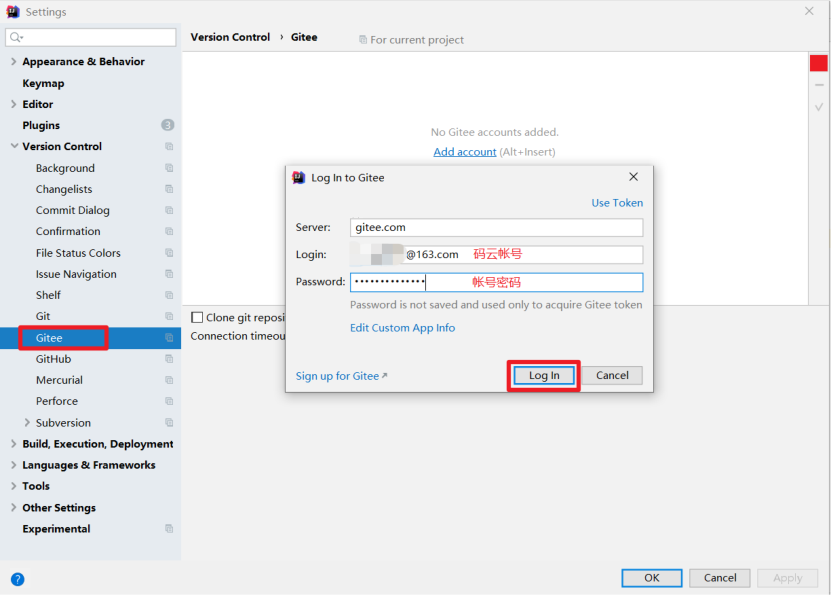 Settings
Version Control › Gitee For current project
Appearance & Behavior
Keymap
Editor
Plugins 3
Version Control
Background
Changelists
Commit Dialog
Confirmation
File Status Colors
Issue Navigation
Shelf
Git
Gitee
GitHub
Mercurial
Perforce
Subversion
Build, Execution, Deployment
Languages & Frameworks
Tools
Other Settings
Experimental
No Gitee accounts added.
Add account (Alt+Insert)
Clone git reposi
Connection timeou
Log In to Gitee
Use Token
Server: gitee.com
Login: @163.com 码云帐号
Password: •••••••••••••• 帐号密码
Password is not saved and used only to acquire Gitee token
Edit Custom App Info
Sign up for Gitee
Log In Cancel
? OK Cancel Apply